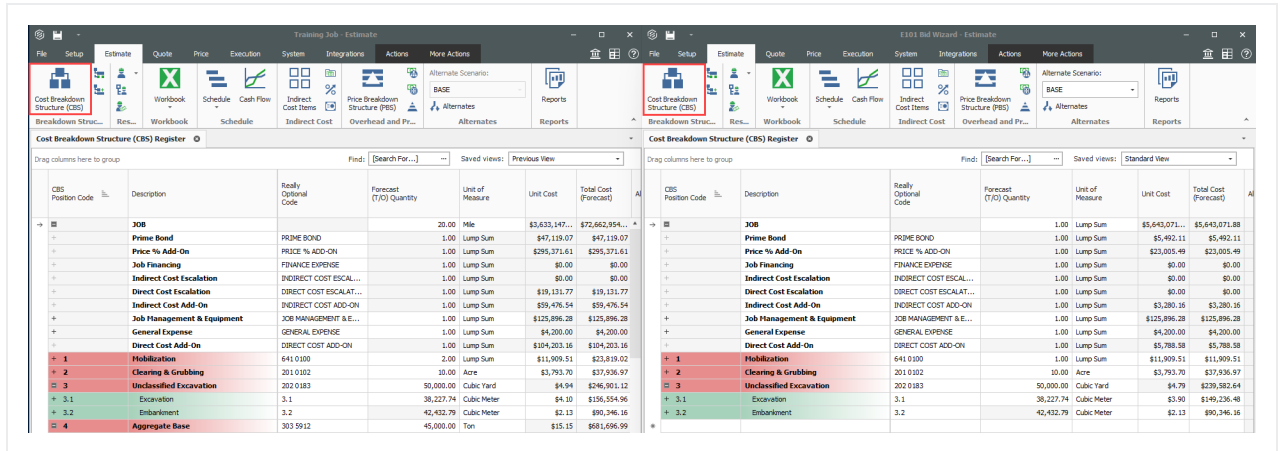 Training Job - Estimate
File Setup Estimate Quote Price Execution System Integrations Actions More Actions
Cost Breakdown Structure (CBS)
Workbook
Schedule
Cash Flow
Indirect Cost Items
Price Breakdown Structure (PBS)
Alternate Scenario:
BASE
Alternates
Reports
Breakdown Struc... Res... Workbook Schedule Indirect Cost Overhead and Pr... Alternates Reports
Cost Breakdown Structure (CBS) Register
Drag columns here to group Find: [Search For...] ... Saved views: Previous View
CBS Position Code Description Really Optional Code Forecast (T/O) Quantity Unit of Measure Unit Cost Total Cost (Forecast) Al
JOB 20.00 Mile $3,633,147... $72,662,954...
+ Prime Bond PRIME BOND 1.00 Lump Sum $47,119.07 $47,119.07
+ Price % Add-On PRICE % ADD-ON 1.00 Lump Sum $295,371.61 $295,371.61
+ Job Financing FINANCE EXPENSE 1.00 Lump Sum $0.00 $0.00
+ Indirect Cost Escalation INDIRECT COST ESCAL... 1.00 Lump Sum $0.00 $0.00
+ Direct Cost Escalation DIRECT COST ESCALAT... 1.00 Lump Sum $19,131.77 $19,131.77
+ Indirect Cost Add-On INDIRECT COST ADD-ON 1.00 Lump Sum $59,476.54 $59,476.54
+ Job Management & Equipment JOB MANAGEMENT & E... 1.00 Lump Sum $125,896.28 $125,896.28
+ General Expense GENERAL EXPENSE 1.00 Lump Sum $4,200.00 $4,200.00
+ Direct Cost Add-On DIRECT COST ADD-ON 1.00 Lump Sum $104,203.16 $104,203.16
+ 1 Mobilization 641 0100 2.00 Lump Sum $11,909.51 $23,819.02
+ 2 Clearing & Grubbing 201 0102 10.00 Acre $3,793.70 $37,936.97
3 Unclassified Excavation 202 0183 50,000.00 Cubic Yard $4.94 $246,901.12
+ 3.1 Excavation 3.1 38,227.74 Cubic Meter $4.10 $156,554.96
+ 3.2 Embankment 3.2 42,432.79 Cubic Meter $2.13 $90,346.16
4 Aggregate Base 303 5912 45,000.00 Ton $15.15 $681,696.99
E101 Bid Wizard - Estimate
File Setup Estimate Quote Price Execution System Integrations Actions More Actions
Cost Breakdown Structure (CBS)
Workbook
Schedule
Cash Flow
Indirect Cost Items
Price Breakdown Structure (PBS)
Alternate Scenario:
BASE
Alternates
Reports
Breakdown Struc... Res... Workbook Schedule Indirect Cost Overhead and Pr... Alternates Reports
Cost Breakdown Structure (CBS) Register
Drag columns here to group Find: [Search For...] ... Saved views: Standard View
CBS Position Code Description Really Optional Code Forecast (T/O) Quantity Unit of Measure Unit Cost Total Cost (Forecast) Al
JOB 1.00 Lump Sum $5,643,071... $5,643,071.88
+ Prime Bond PRIME BOND 1.00 Lump Sum $5,492.11 $5,492.11
+ Price % Add-On PRICE % ADD-ON 1.00 Lump Sum $23,005.49 $23,005.49
+ Job Financing FINANCE EXPENSE 1.00 Lump Sum $0.00 $0.00
+ Indirect Cost Escalation INDIRECT COST ESCAL... 1.00 Lump Sum $0.00 $0.00
+ Direct Cost Escalation DIRECT COST ESCALAT... 1.00 Lump Sum $0.00 $0.00
+ Indirect Cost Add-On INDIRECT COST ADD-ON 1.00 Lump Sum $3,280.16 $3,280.16
+ Job Management & Equipment JOB MANAGEMENT & E... 1.00 Lump Sum $125,896.28 $125,896.28
+ General Expense GENERAL EXPENSE 1.00 Lump Sum $4,200.00 $4,200.00
+ Direct Cost Add-On DIRECT COST ADD-ON 1.00 Lump Sum $5,788.58 $5,788.58
+ 1 Mobilization 641 0100 1.00 Lump Sum $11,909.51 $11,909.51
+ 2 Clearing & Grubbing 201 0102 10.00 Acre $3,793.70 $37,936.97
3 Unclassified Excavation 202 0183 50,000.00 Cubic Yard $4.79 $239,582.64
+ 3.1 Excavation 3.1 38,227.74 Cubic Meter $3.90 $149,236.48
+ 3.2 Embankment 3.2 42,432.79 Cubic Meter $2.13 $90,346.16